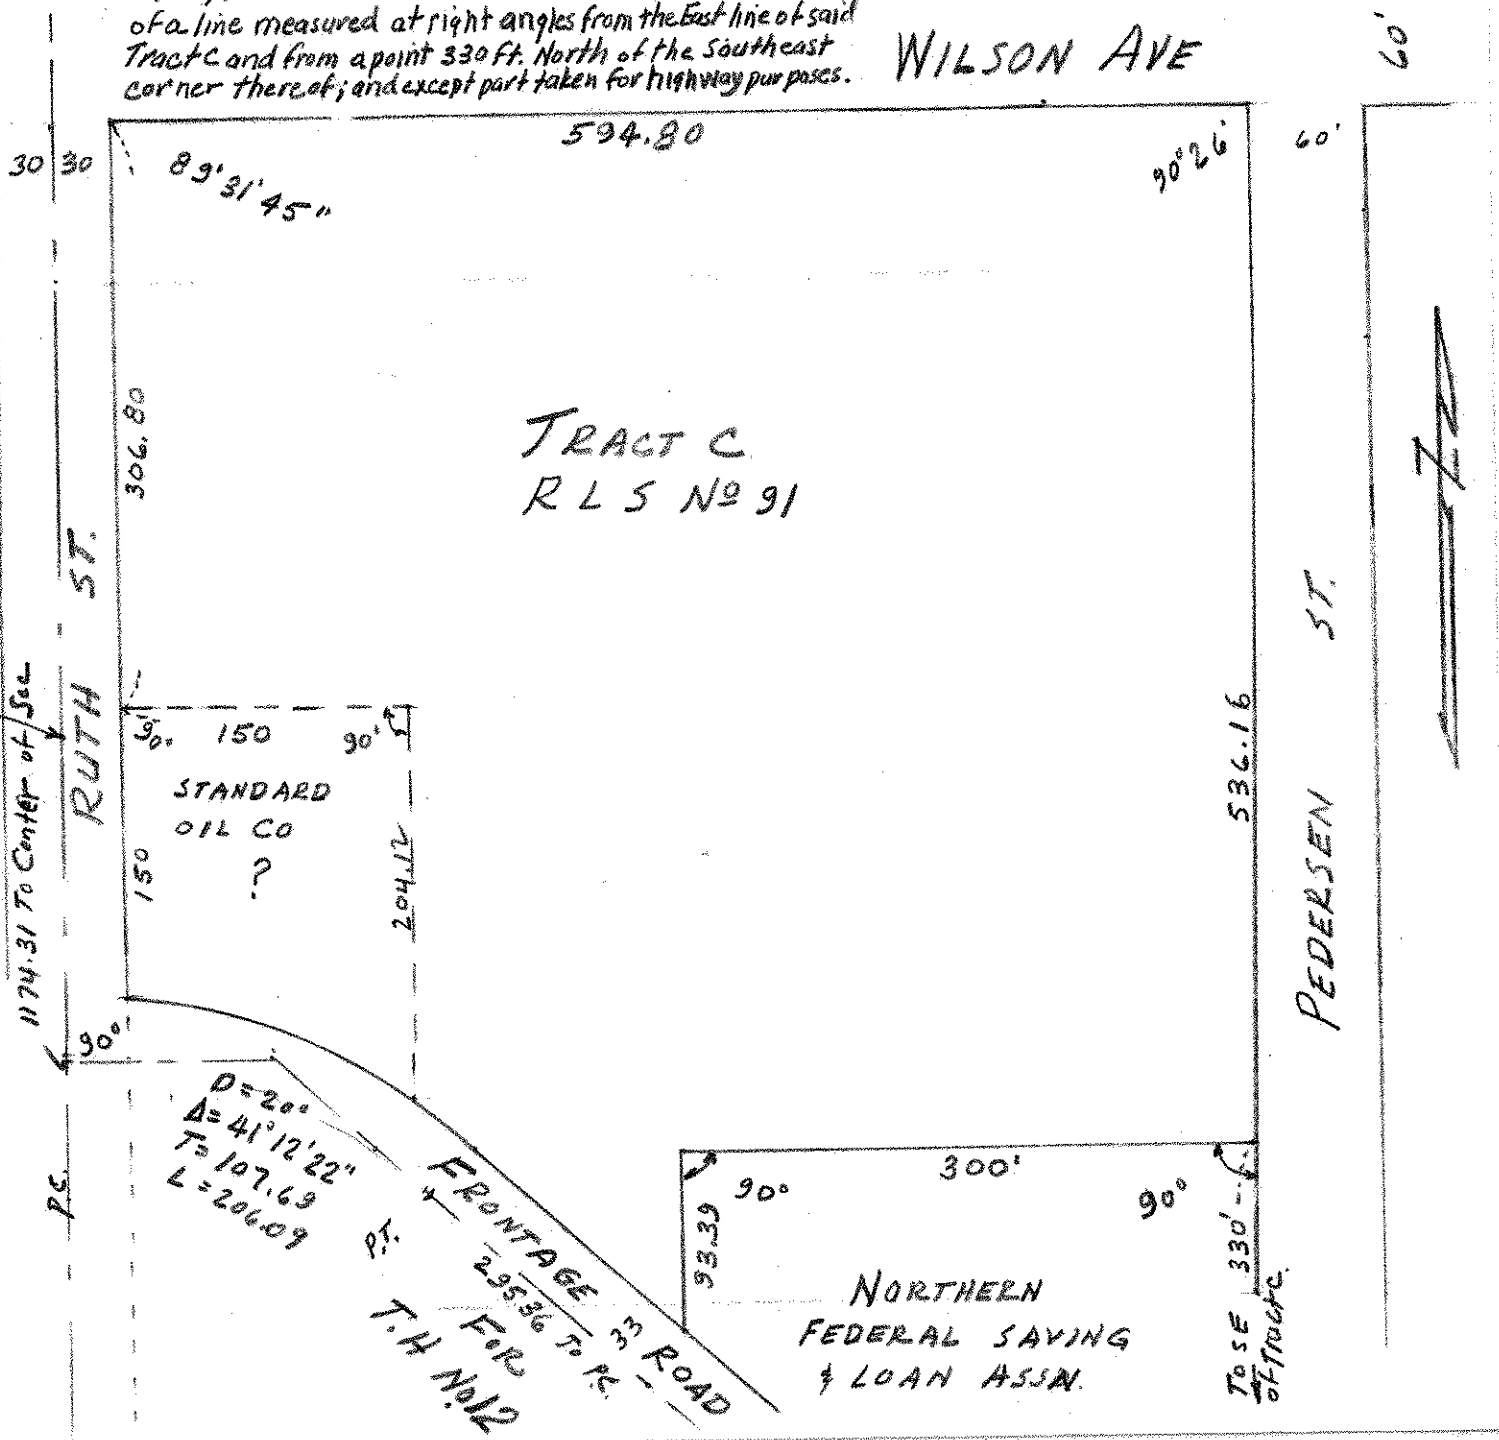 of a line measured at right angles from the East line of said
Tract C and from a point 330 ft. North of the Southeast
corner thereof; and except part taken for highway purposes.
WILSON AVE
60'
594.80
30 30
89°31'45"
90°26'
60'
306.80
TRACT C
R L S Nº 91
RUTH ST.
1174.31 To Center of Sec
90°
150
90°
STANDARD
OIL CO
?
150
204.12
536.16
PEDERSEN ST.
90°
D = 20°
Δ = 41°12'22"
T = 107.69
L = 206.09
P.C.
P.T.
FRONTAGE ROAD
33
295.36 To P.C.
FOR
T.H No.12
300'
90°
90°
93.39
330'
To SE
of Tract C.
NORTHERN
FEDERAL SAVING
& LOAN ASSN.